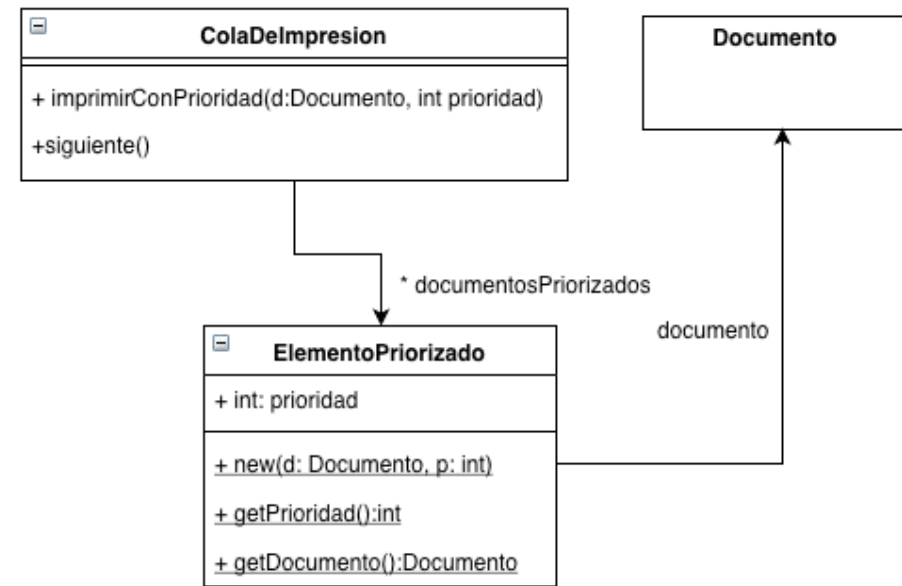 ColaDeImpresion
+ imprimirConPrioridad(d:Documento, int prioridad)
+siguiente()
Documento
* documentosPriorizados
documento
ElementoPriorizado
+ int: prioridad
+ new(d: Documento, p: int)
+ getPrioridad():int
+ getDocumento():Documento